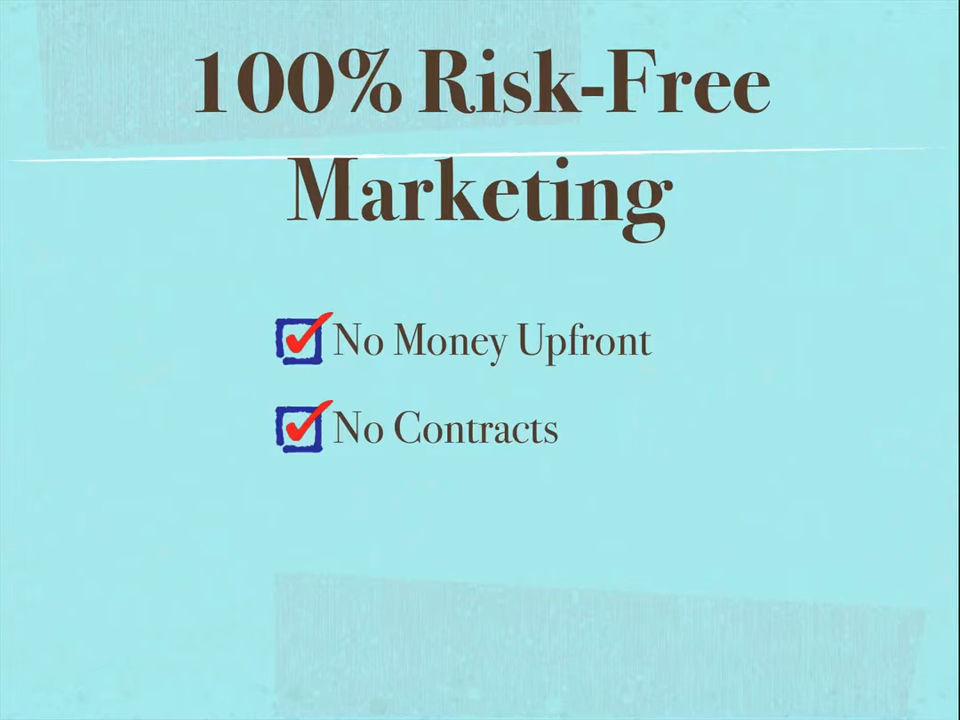 100% Risk-Free
Marketing
No Money Upfront
No Contracts